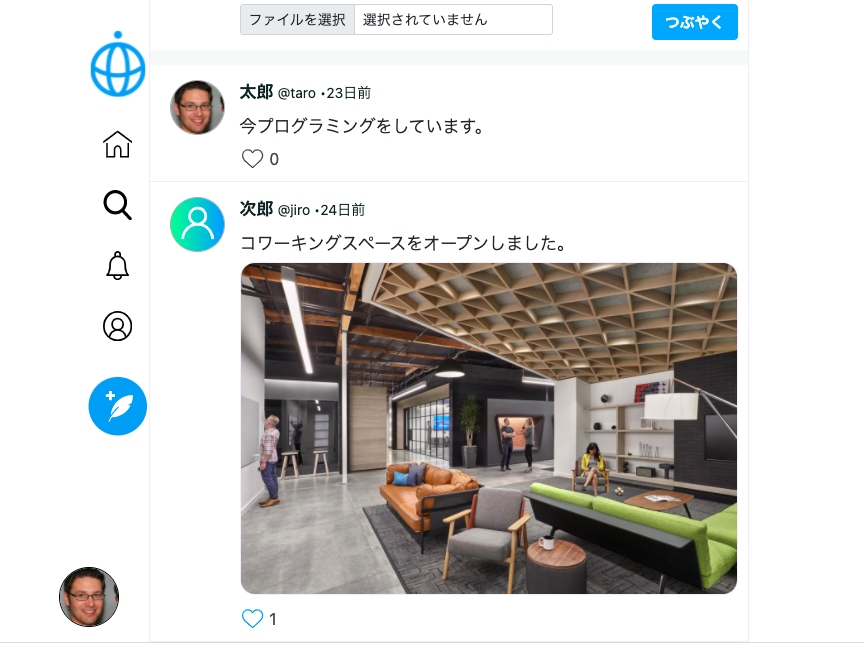 ファイルを選択 選択されていません
つぶやく
太郎 @taro •23日前
今プログラミングをしています。
0
次郎 @jiro •24日前
コワーキングスペースをオープンしました。
1